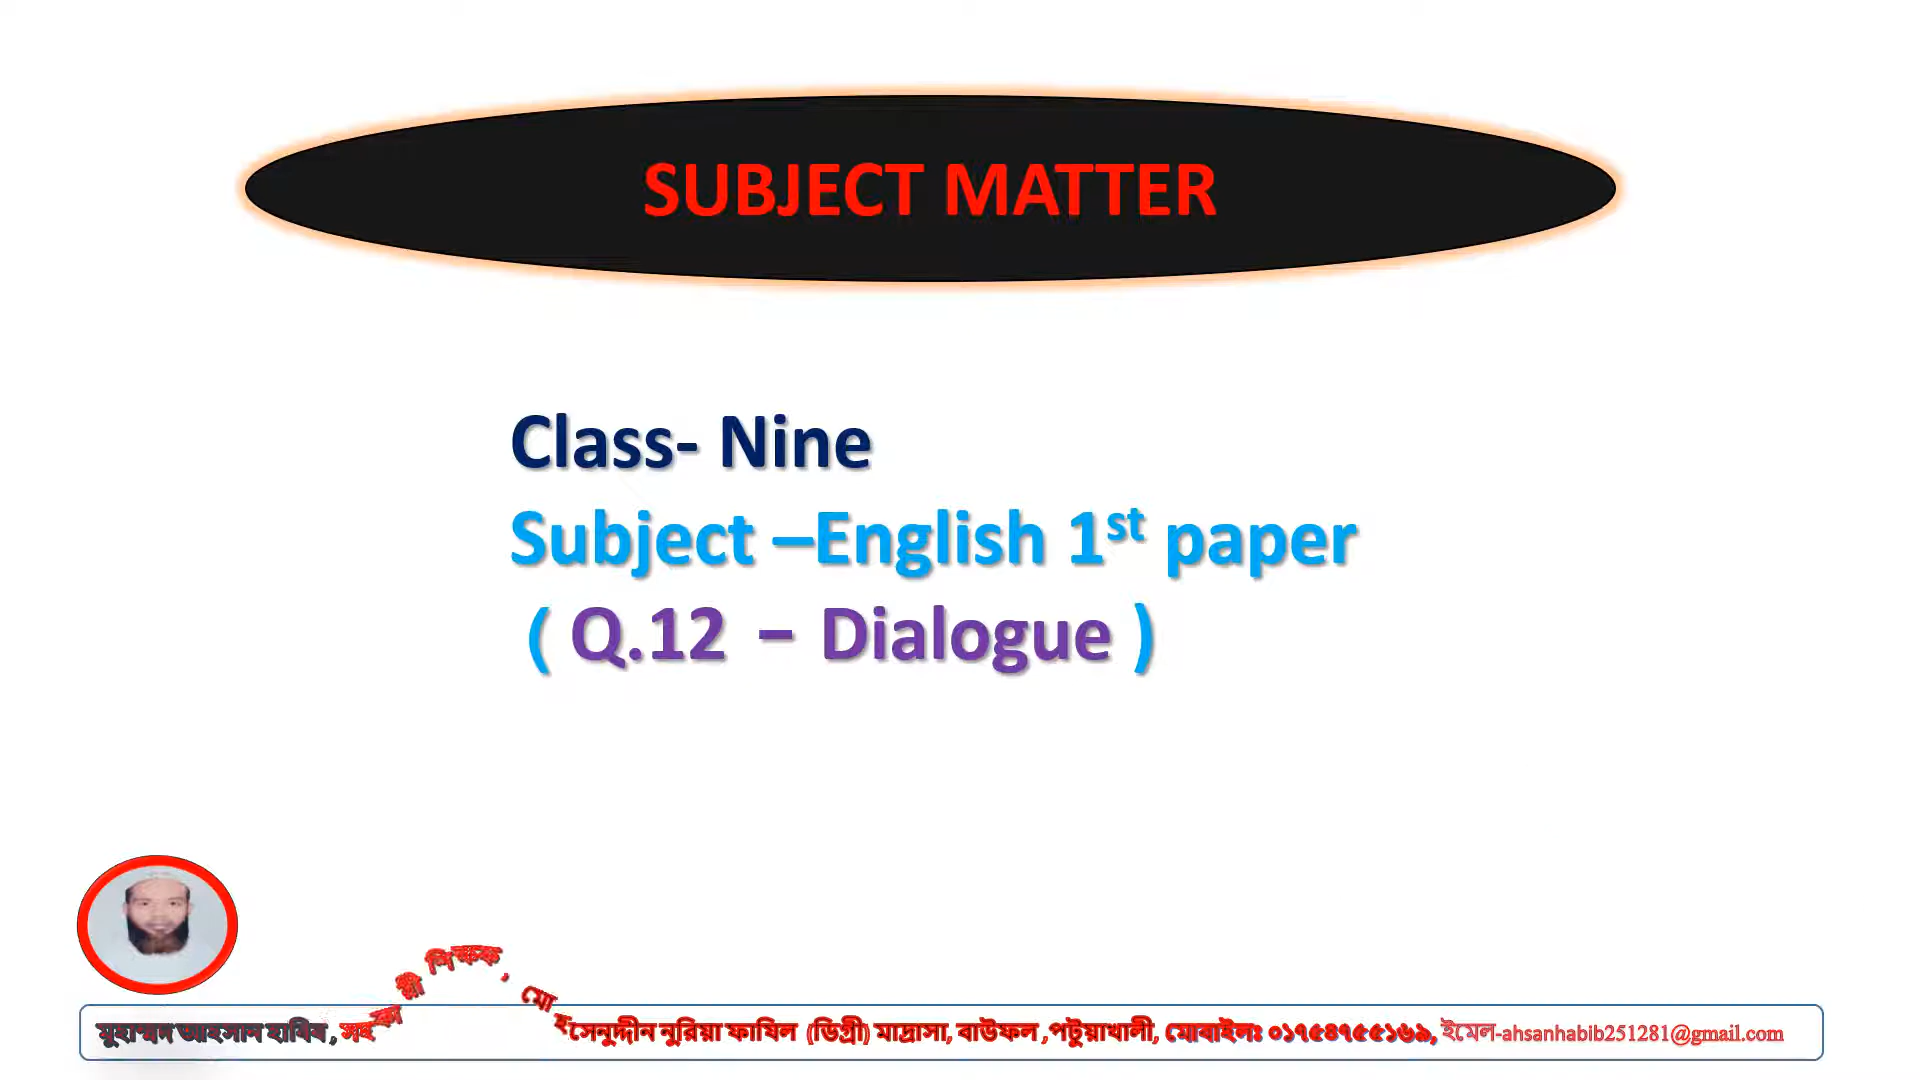 SUBJECT MATTER
Class- Nine
Subject –English 1st paper
( Q.12 – Dialogue )
মুহাম্মদ আহসান হাবিব , সহকারী শিক্ষক , মোহসেনুদ্দীন নুরিয়া ফাযিল (ডিগ্রী) মাদ্রাসা, বাউফল ,পটুয়াখালী, মোবাইলঃ ০১৭৫৪৭৫৫১৬৯, ইমেল-ahsanhabib251281@gmail.com